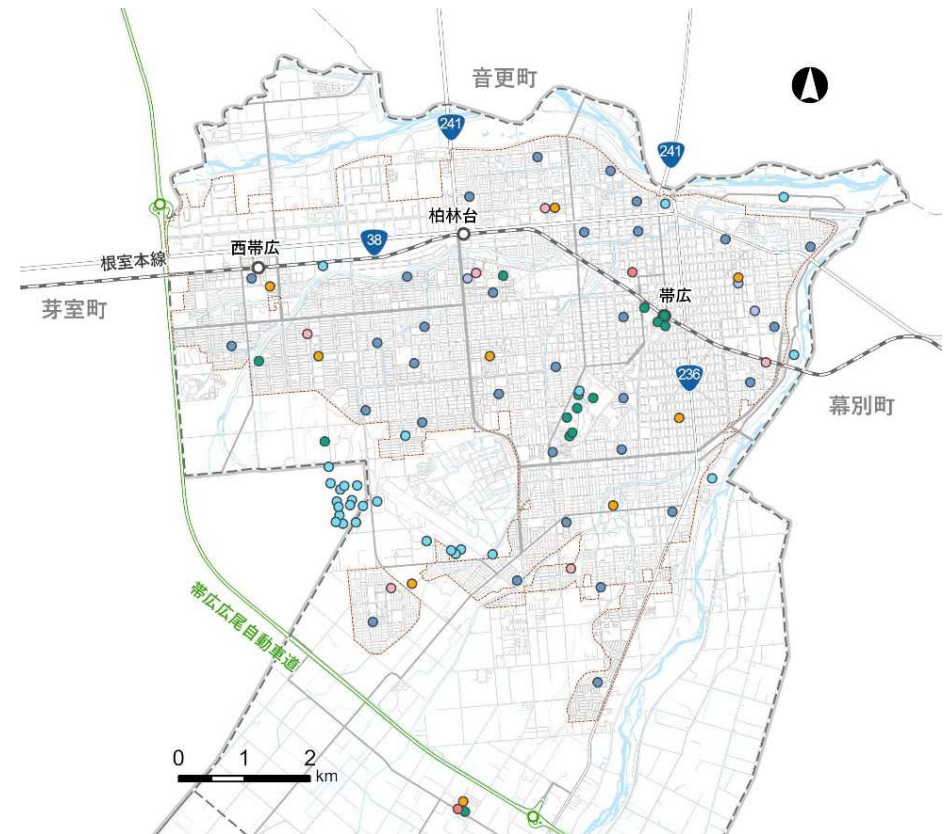 音更町
241
241
柏林台
38
西帯広
根室本線
芽室町
帯広
236
幕別町
帯広広尾自動車道
0 1 2
km